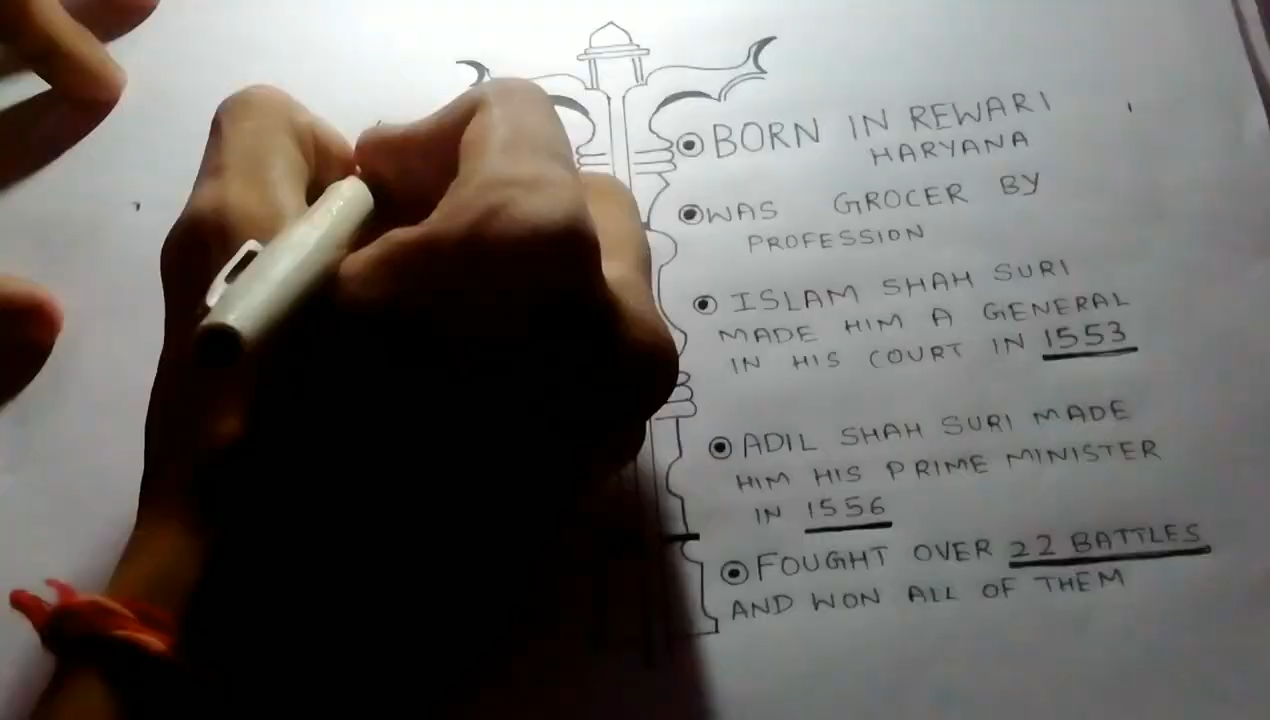 BORN IN REWARI
HARYANA
WAS GROCER BY
PROFESSION
ISLAM SHAH SURI
MADE HIM A GENERAL
IN HIS COURT IN 1553
ADIL SHAH SURI MADE
HIM HIS PRIME MINISTER
IN 1556
FOUGHT OVER 22 BATTLES
AND WON ALL OF THEM